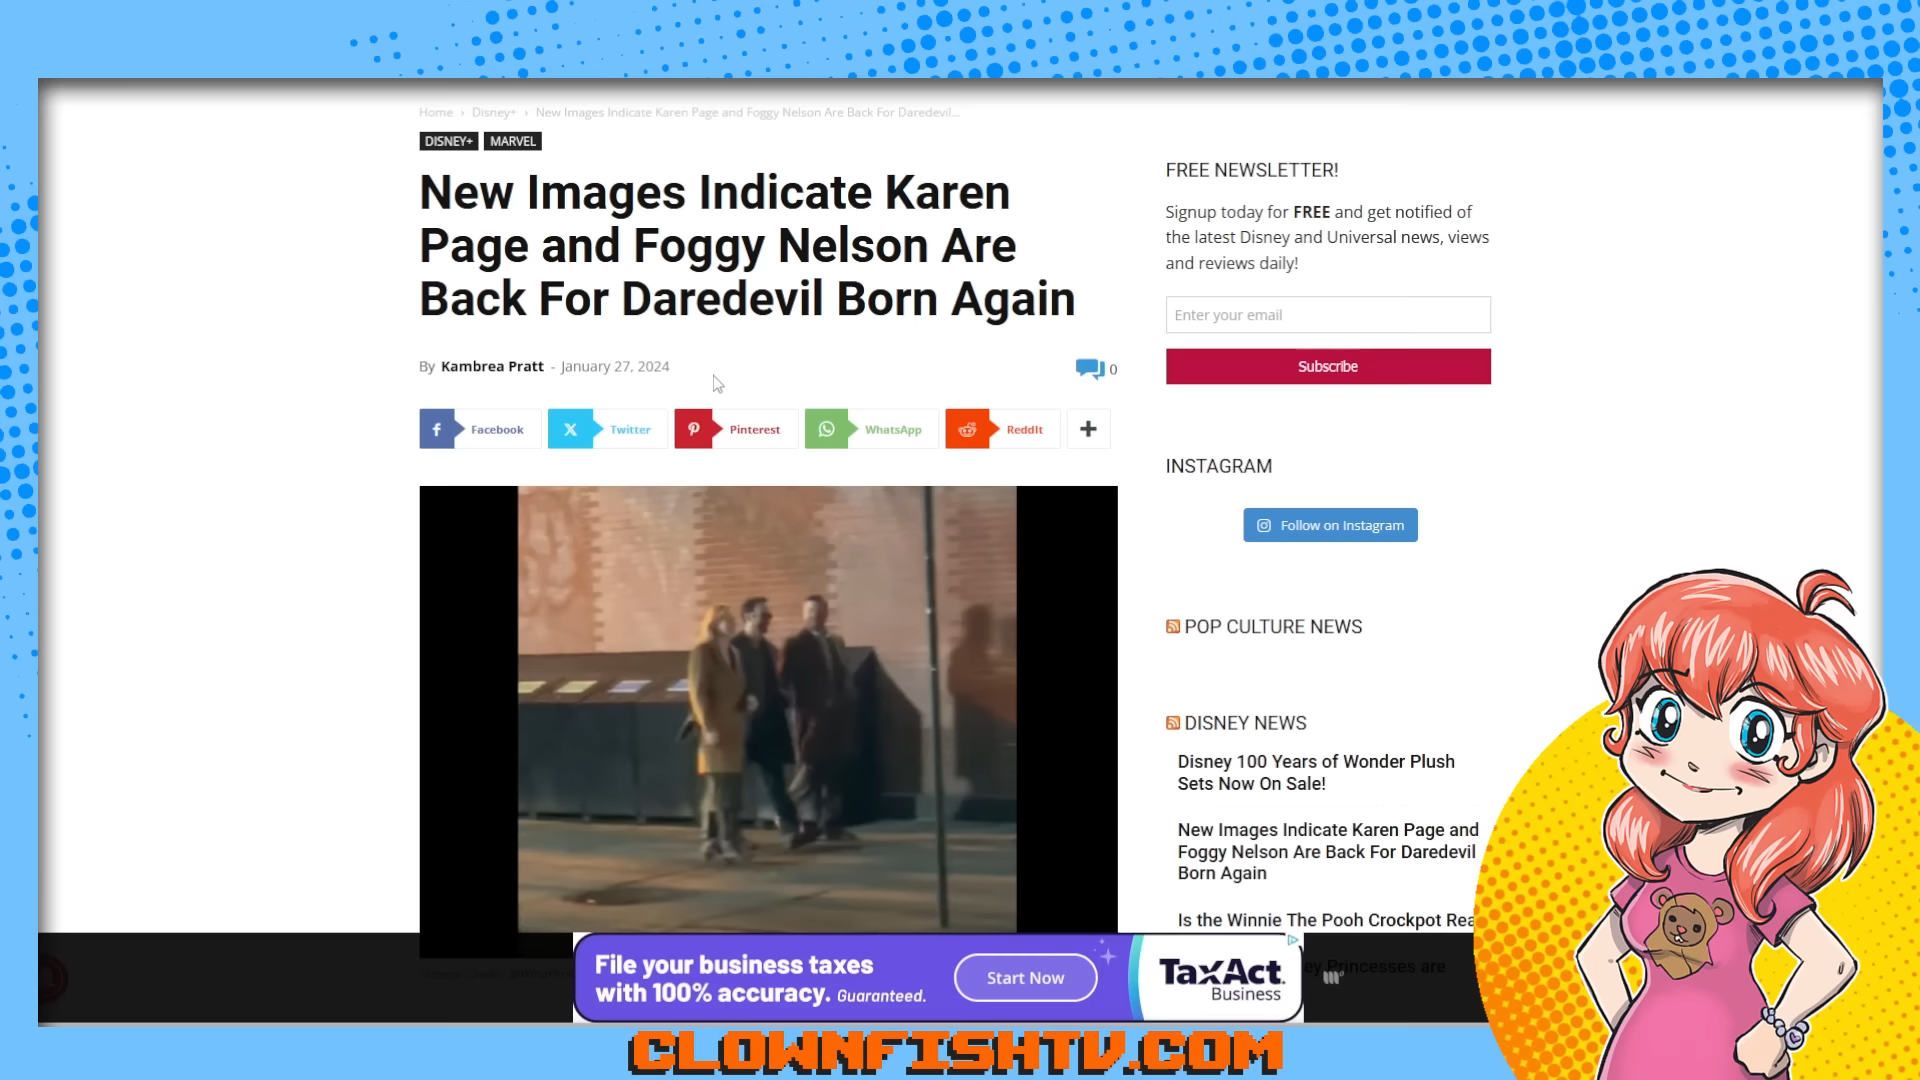 Home › Disney+ › New Images Indicate Karen Page and Foggy Nelson Are Back For Daredevil...
DISNEY+ MARVEL
New Images Indicate Karen
Page and Foggy Nelson Are
Back For Daredevil Born Again
By Kambrea Pratt - January 27, 2024
0
Facebook
Twitter
Pinterest
WhatsApp
ReddIt
FREE NEWSLETTER!
Signup today for FREE and get notified of
the latest Disney and Universal news, views
and reviews daily!
Enter your email
Subscribe
INSTAGRAM
Follow on Instagram
POP CULTURE NEWS
DISNEY NEWS
Disney 100 Years of Wonder Plush
Sets Now On Sale!
New Images Indicate Karen Page and
Foggy Nelson Are Back For Daredevil
Born Again
Is the Winnie The Pooh Crockpot Rea
Princesses are
File your business taxes
with 100% accuracy. Guaranteed.
Start Now
TaxAct
Business
CLOWNFISHTV.COM